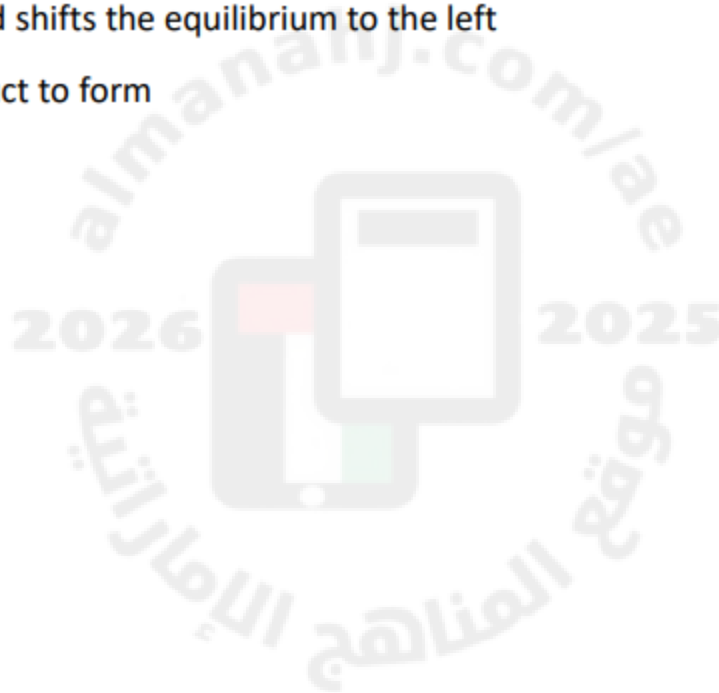 shifts the equilibrium to the left
ct to form
almanahj.com/ae
2026 2025
موقع المناهج الإماراتية